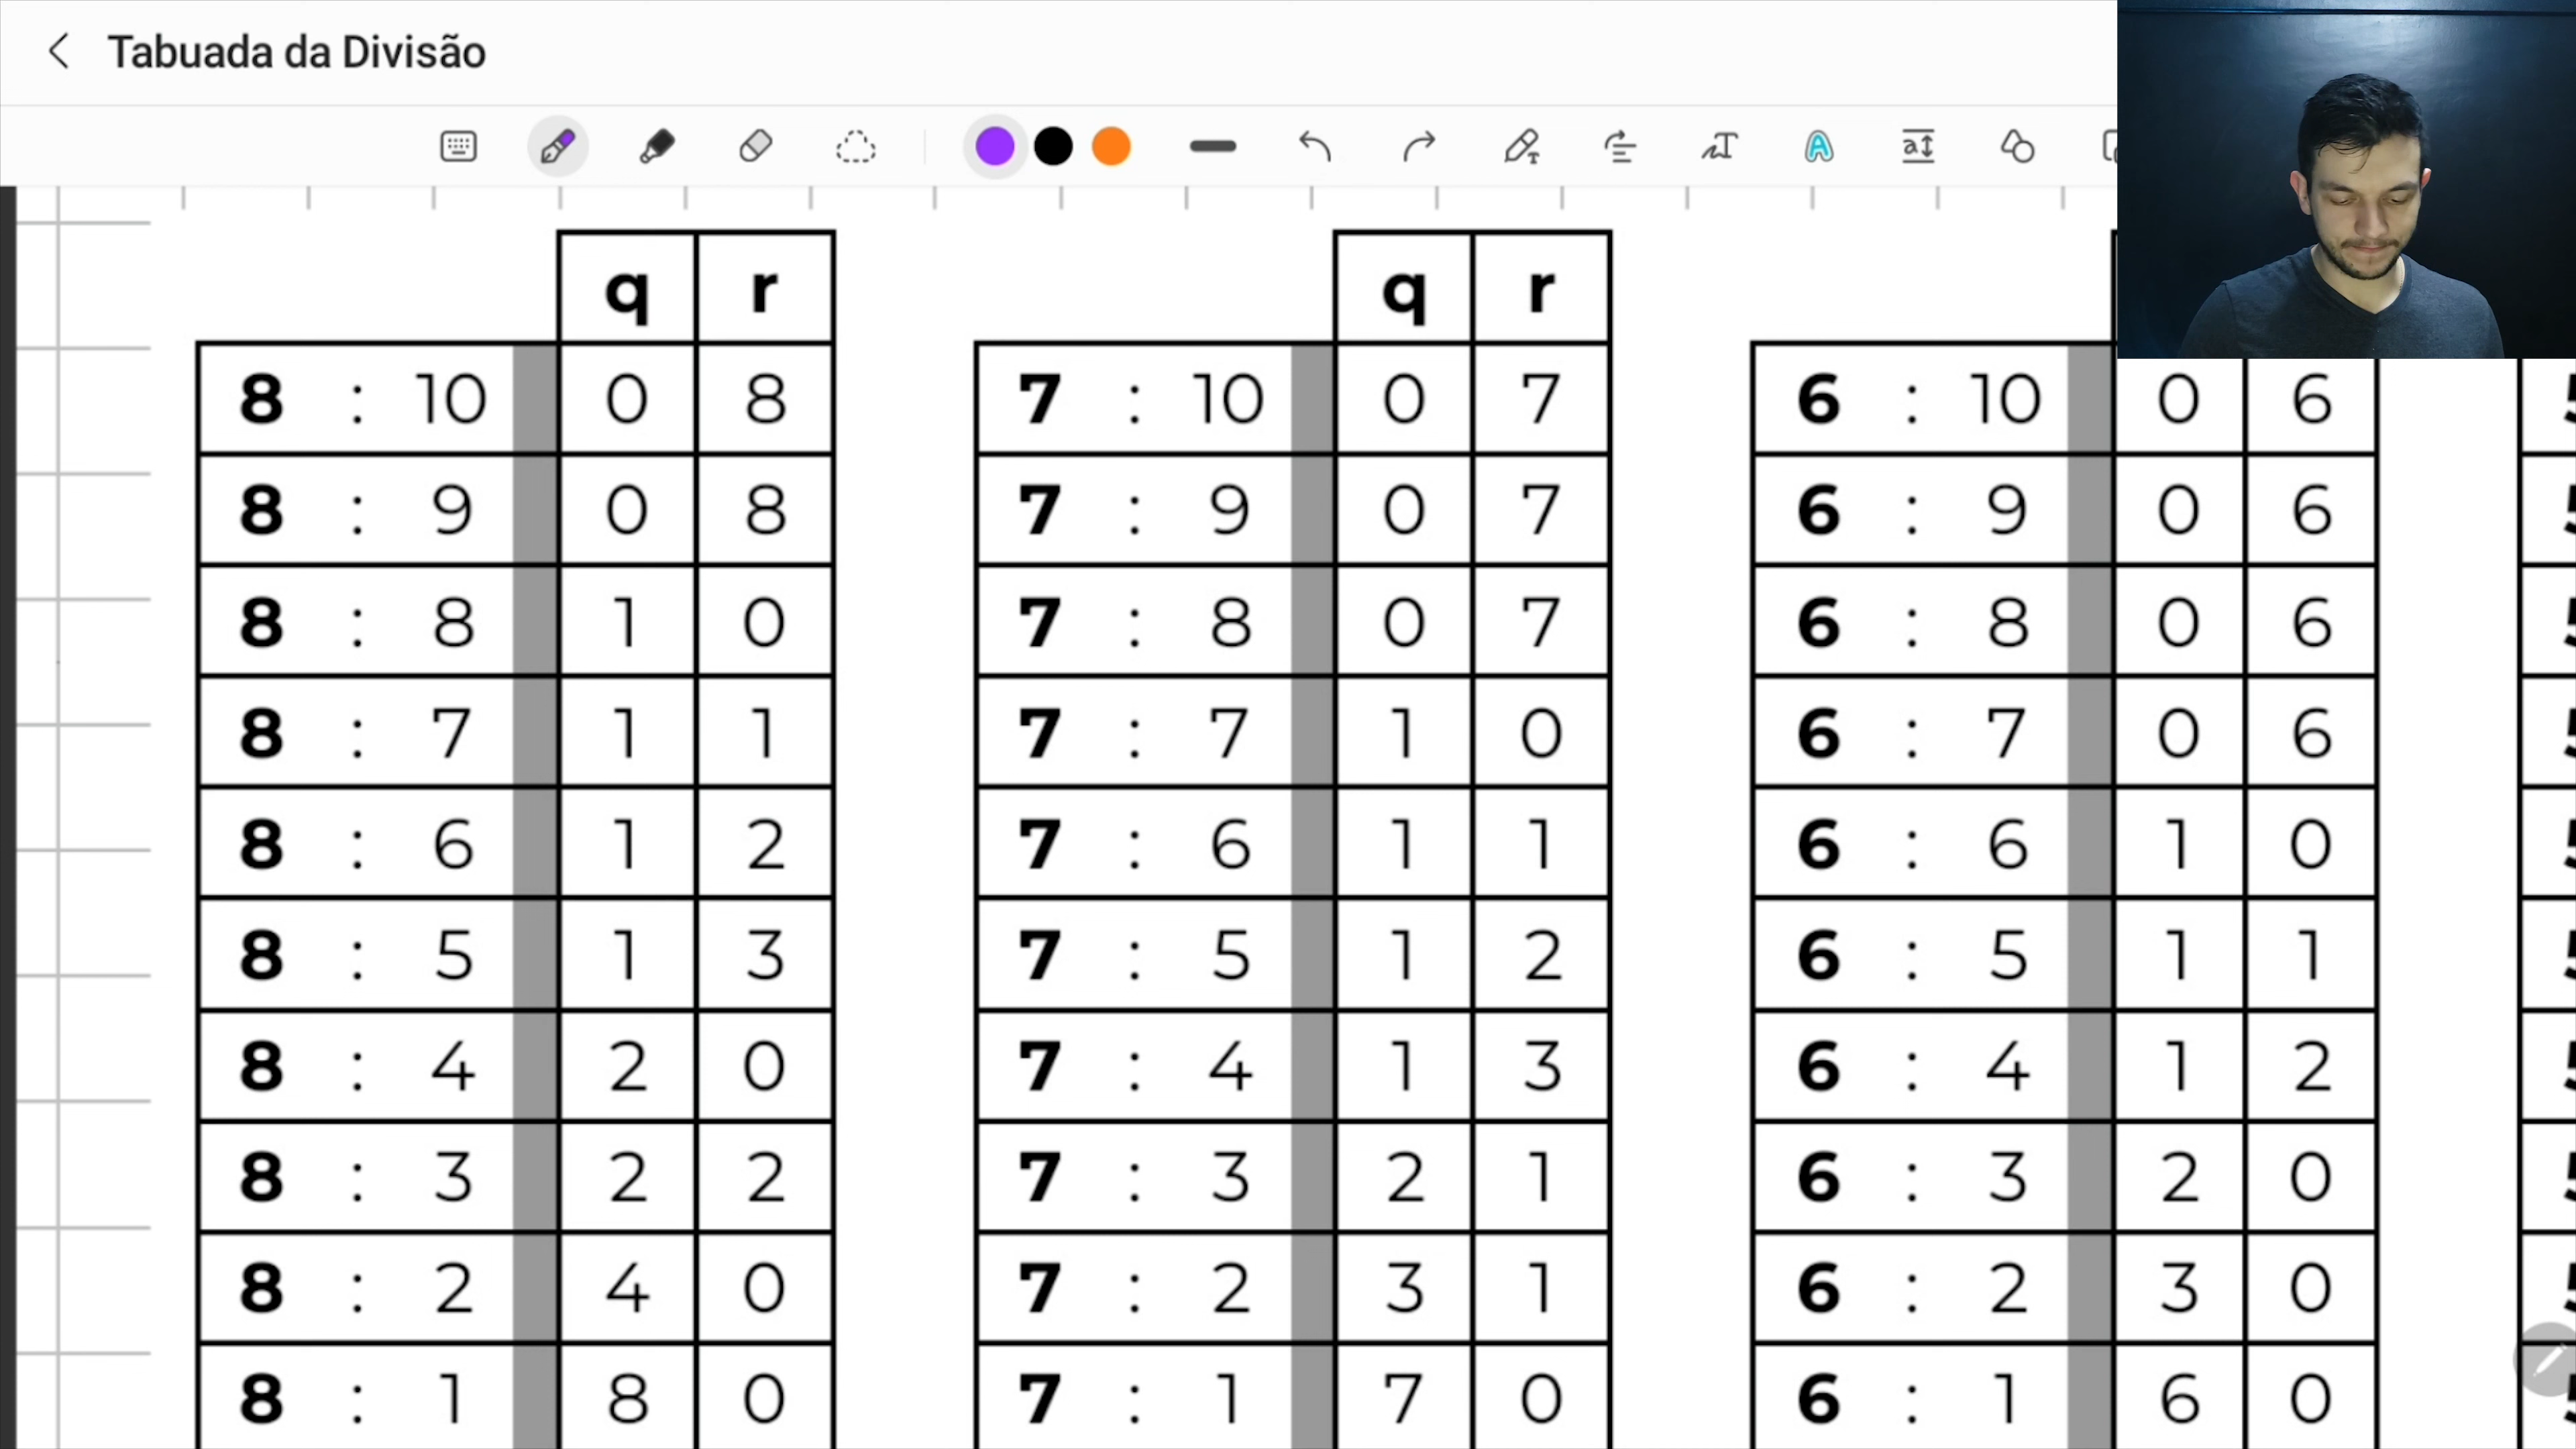 Tabuada da Divisão
q r q r
8 : 10 0 8 7 : 10 0 7 6 : 10 0 6
8 : 9 0 8 7 : 9 0 7 6 : 9 0 6
8 : 8 1 0 7 : 8 0 7 6 : 8 0 6
8 : 7 1 1 7 : 7 1 0 6 : 7 0 6
8 : 6 1 2 7 : 6 1 1 6 : 6 1 0
8 : 5 1 3 7 : 5 1 2 6 : 5 1 1
8 : 4 2 0 7 : 4 1 3 6 : 4 1 2
8 : 3 2 2 7 : 3 2 1 6 : 3 2 0
8 : 2 4 0 7 : 2 3 1 6 : 2 3 0
8 : 1 8 0 7 : 1 7 0 6 : 1 6 0